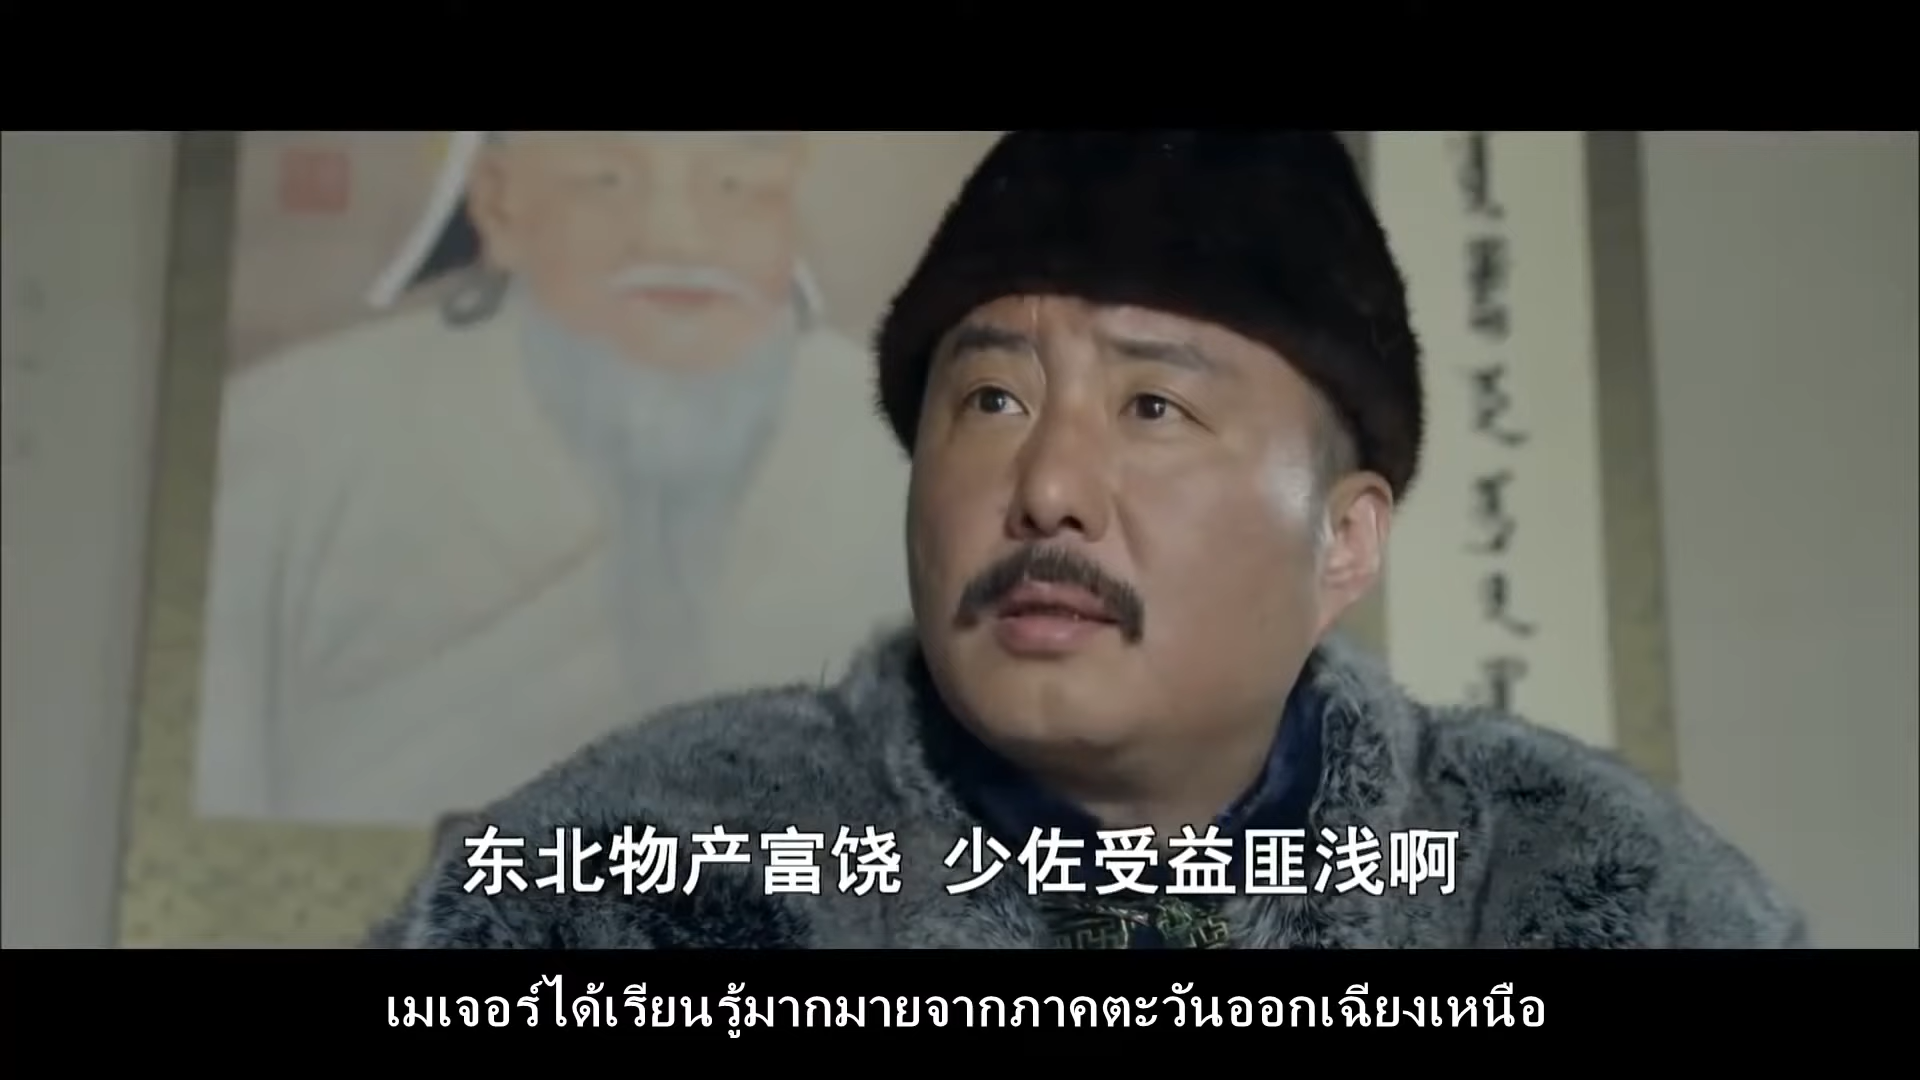 东北物产富饶 少佐受益匪浅啊
เมเจอร์ได้เรียนรู้มากมายจากภาคตะวันออกเฉียงเหนือ